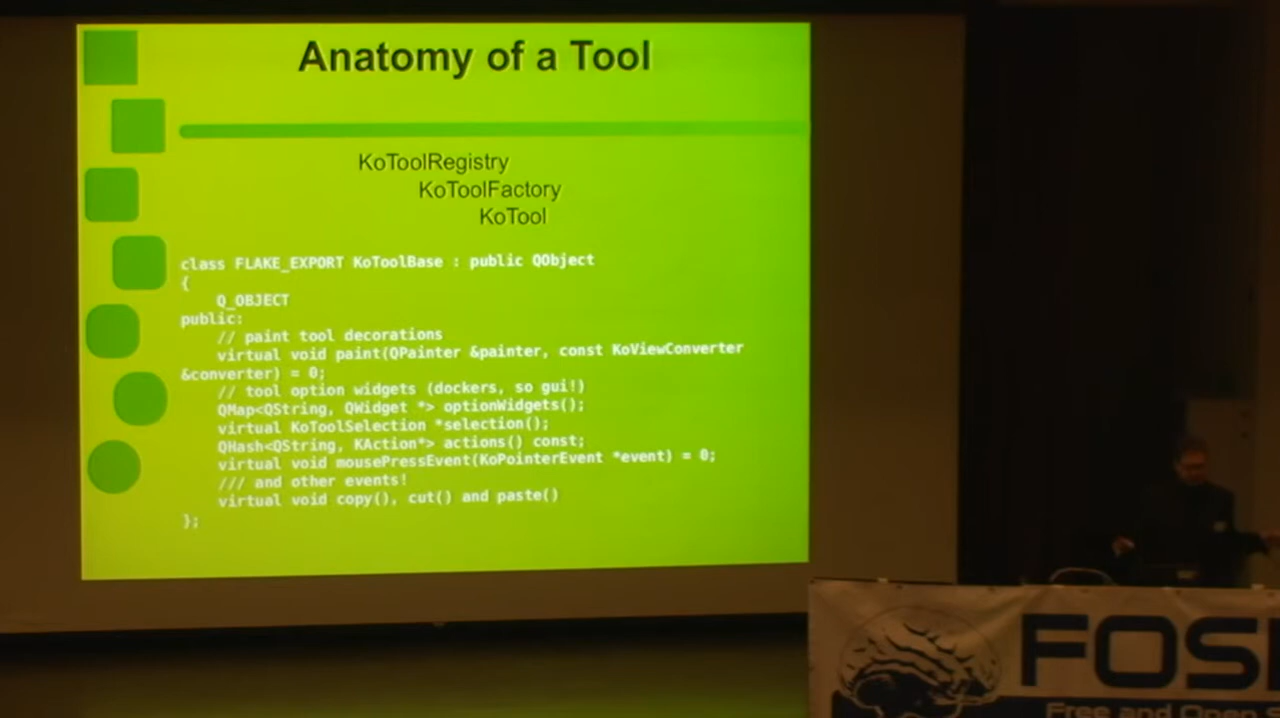 Anatomy of a Tool
KoToolRegistry
KoToolFactory
KoTool
class FLAKE_EXPORT KoToolBase : public QObject
{
Q_OBJECT
public:
// paint tool decorations
virtual void paint(QPainter &painter, const KoViewConverter
&converter) = 0;
// tool option widgets (dockers, so gui!)
QMap<QString, QWidget *> optionWidgets();
virtual KoToolSelection *selection();
QHash<QString, KAction*> actions() const;
virtual void mousePressEvent(KoPointerEvent *event) = 0;
/// and other events!
virtual void copy(), cut() and paste()
};
FOS
Free and Open S